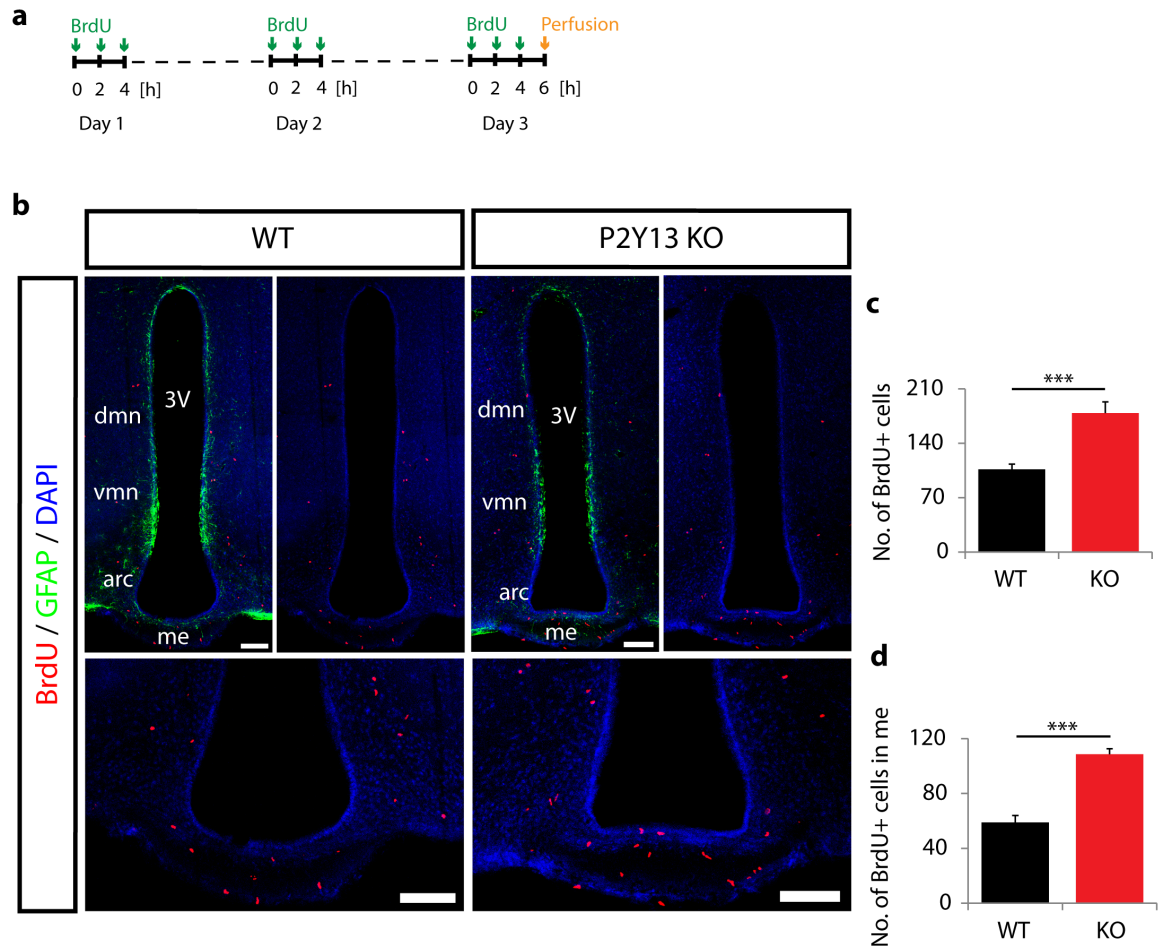 a
BrdU BrdU BrdU Perfusion
0 2 4 [h] 0 2 4 [h] 0 2 4 6 [h]
Day 1 Day 2 Day 3
b
WT P2Y13 KO
BrdU / GFAP / DAPI
3V
dmn
vmn
arc
me
3V
dmn
vmn
arc
me
c
No. of BrdU+ cells
210
140
70
0
***
WT KO
d
No. of BrdU+ cells in me
120
80
40
0
***
WT KO